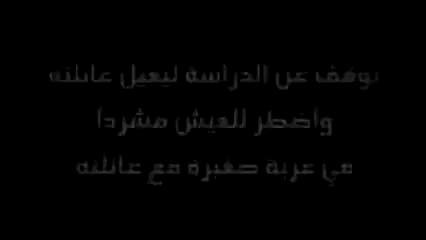 توقف عن الدراسة ليعيل عائلته
واضطر للعيش مشردا
في عربة صغيرة مع عائلته